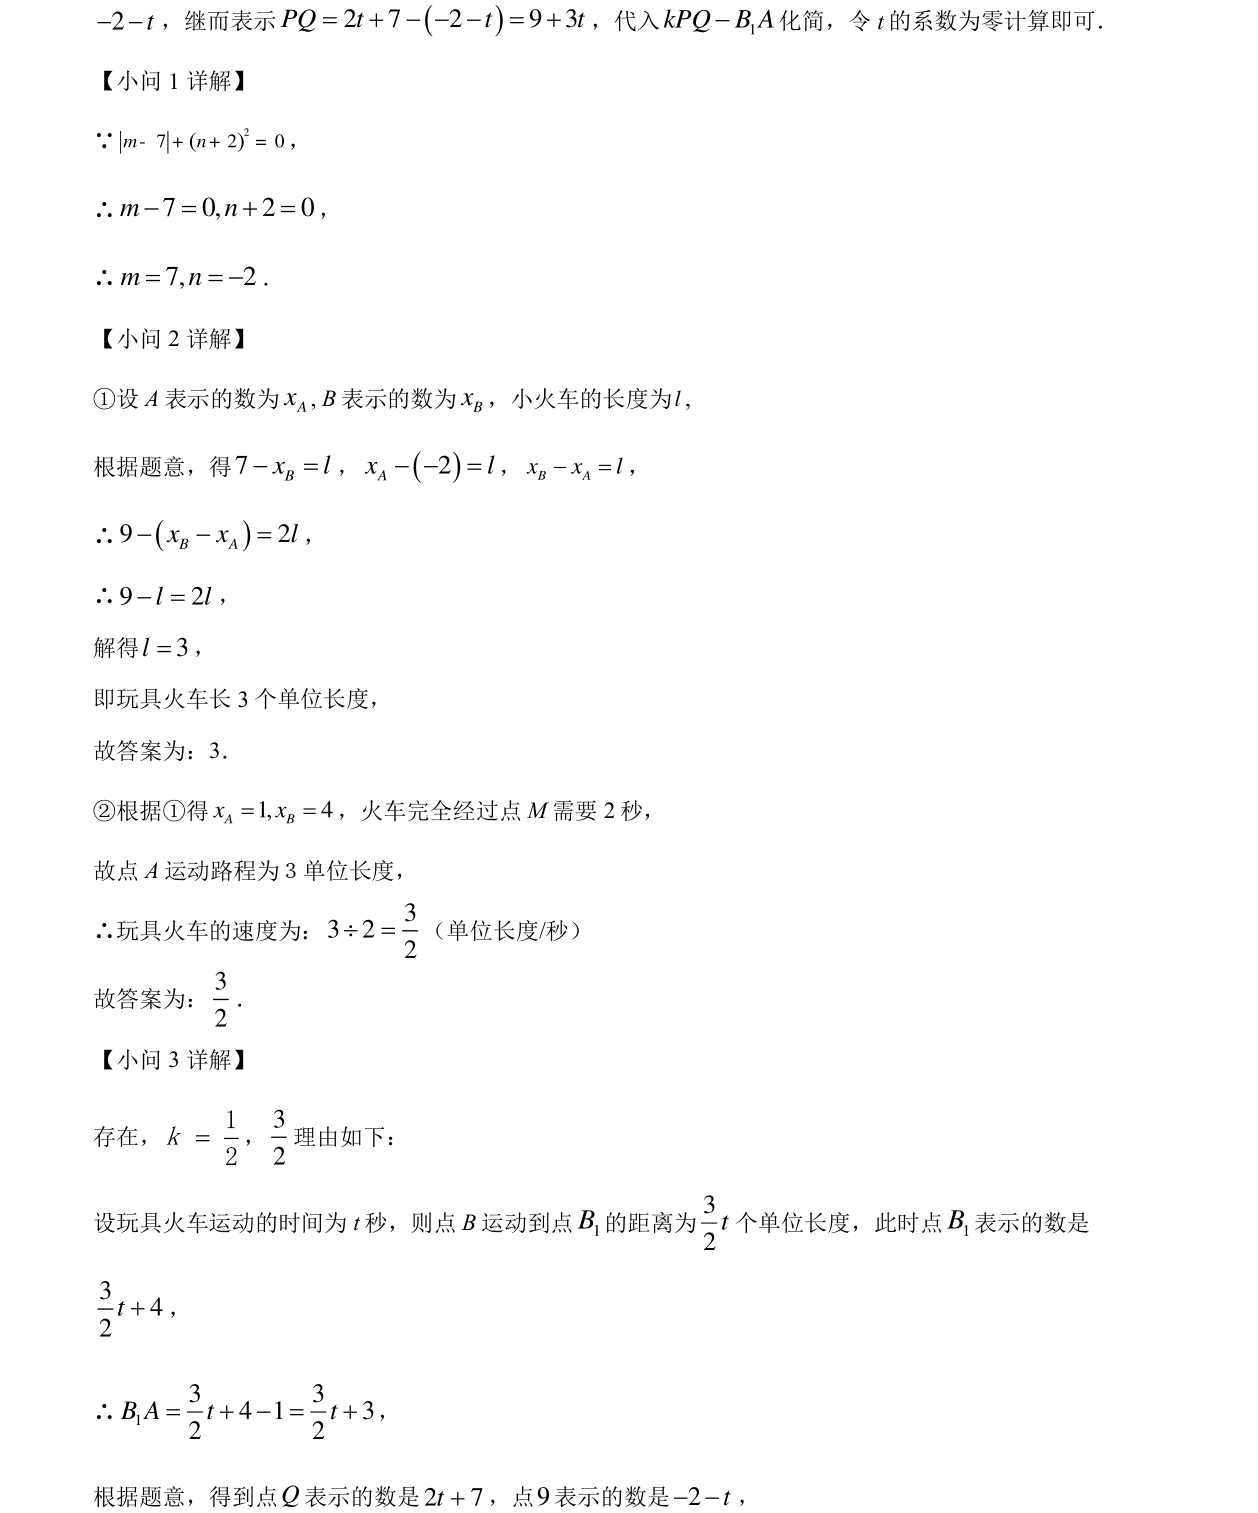 −2−t，继而表示PQ=2t+7−(−2−t)=9+3t，代入kPQ−B₁A化简，令 t 的系数为零计算即可．
【小问 1 详解】
∵|m- 7|+(n+ 2)²= 0，
∴m−7=0,n+2=0，
∴m=7,n=−2．
【小问 2 详解】
①设 A 表示的数为x_A, B 表示的数为x_B，小火车的长度为l,
根据题意，得7−x_B=l，x_A−(−2)=l，x_B−x_A=l，
∴9−(x_B−x_A)=2l，
∴9−l=2l，
解得l=3，
即玩具火车长 3 个单位长度，
故答案为：3．
②根据①得x_A=1,x_B=4，火车完全经过点 M 需要 2 秒，
故点 A 运动路程为 3 单位长度，
∴玩具火车的速度为：3÷2=3/2（单位长度/秒）
故答案为：3/2．
【小问 3 详解】
存在，k = 1/2，3/2理由如下：
设玩具火车运动的时间为 t 秒，则点 B 运动到点B₁的距离为3/2t 个单位长度，此时点B₁表示的数是
3/2t+4，
∴B₁A=3/2t+4−1=3/2t+3，
根据题意，得到点Q表示的数是2t+7，点9表示的数是−2−t，